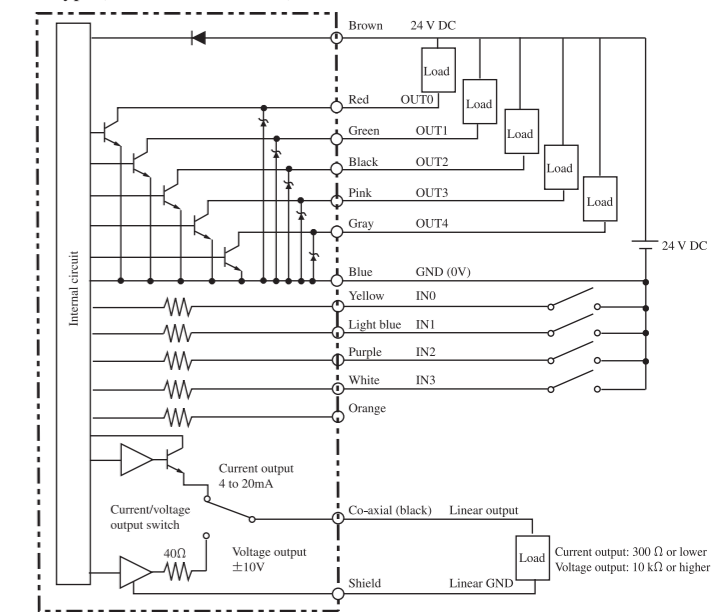 Brown 24 V DC
Load
Load
Load
Load
Load
Red OUT0
Green OUT1
Black OUT2
Pink OUT3
Gray OUT4
24 V DC
Blue GND (0V)
Internal circuit
Yellow IN0
Light blue IN1
Purple IN2
White IN3
Orange
Current output
4 to 20mA
Current/voltage
output switch
Co-axial (black) Linear output
40Ω
Voltage output
±10V
Load
Current output: 300 Ω or lower
Voltage output: 10 kΩ or higher
Shield Linear GND